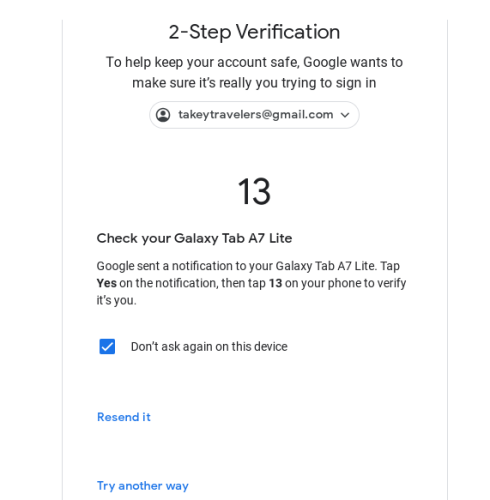 2-Step Verification
To help keep your account safe, Google wants to
make sure it’s really you trying to sign in
takeytravelers@gmail.com
13
Check your Galaxy Tab A7 Lite
Google sent a notification to your Galaxy Tab A7 Lite. Tap
Yes on the notification, then tap 13 on your phone to verify
it’s you.
Don’t ask again on this device
Resend it
Try another way